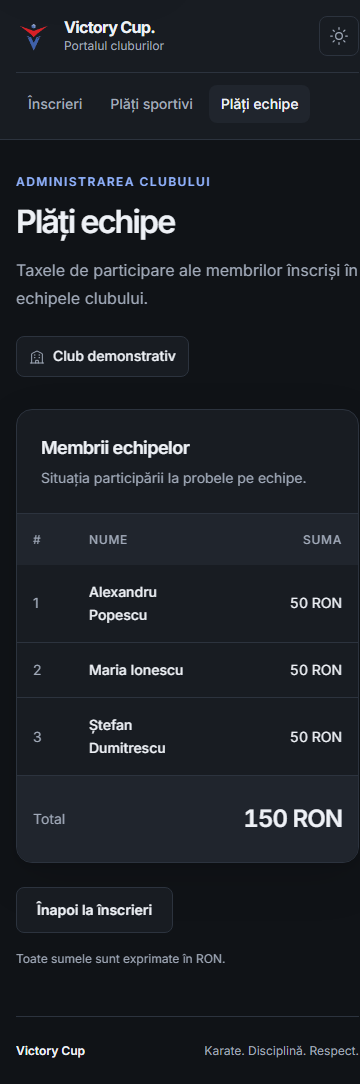 Victory Cup.
Portalul cluburilor
Înscrieri Plăți sportivi Plăți echipe
ADMINISTRAREA CLUBULUI
Plăți echipe
Taxele de participare ale membrilor înscriși în
echipele clubului.
Club demonstrativ
Membrii echipelor
Situația participării la probele pe echipe.
# NUME SUMA
1 Alexandru Popescu 50 RON
2 Maria Ionescu 50 RON
3 Ștefan Dumitrescu 50 RON
Total 150 RON
Înapoi la înscrieri
Toate sumele sunt exprimate în RON.
Victory Cup Karate. Disciplină. Respect.